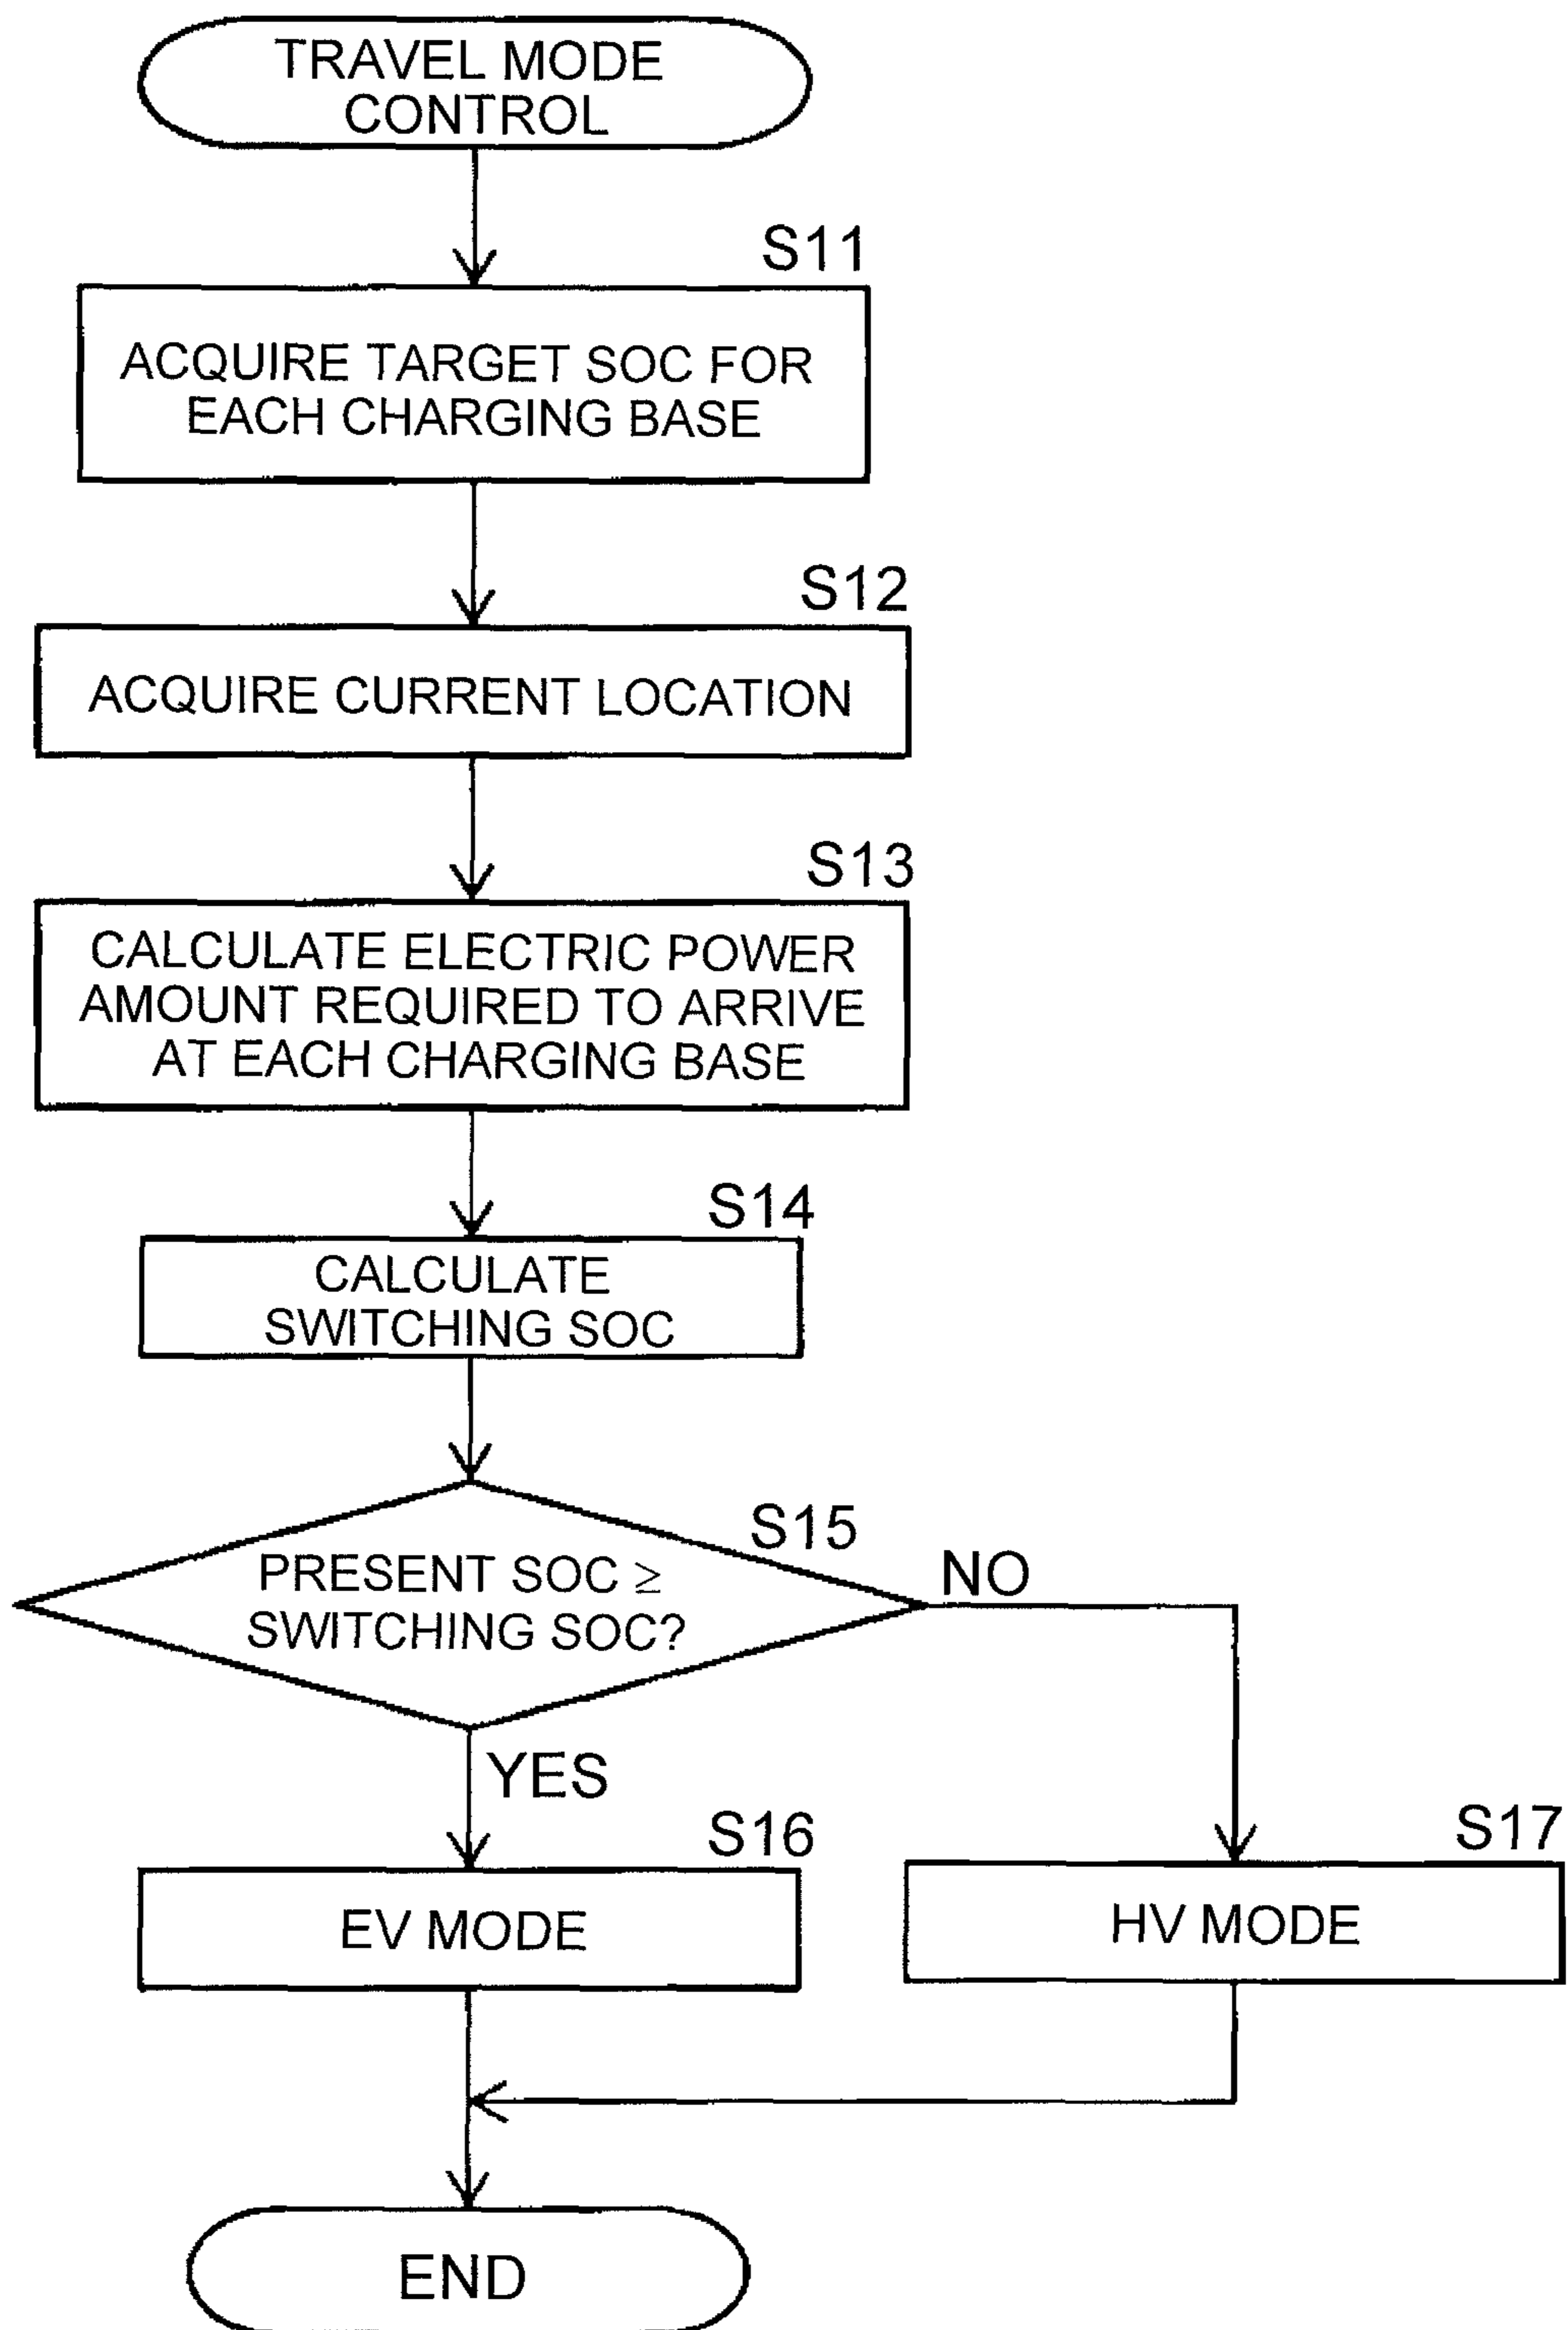 TRAVEL MODE
CONTROL
S11
ACQUIRE TARGET SOC FOR
EACH CHARGING BASE
S12
ACQUIRE CURRENT LOCATION
S13
CALCULATE ELECTRIC POWER
AMOUNT REQUIRED TO ARRIVE
AT EACH CHARGING BASE
S14
CALCULATE
SWITCHING SOC
S15
PRESENT SOC ≥
SWITCHING SOC?
NO
YES
S16
EV MODE
S17
HV MODE
END